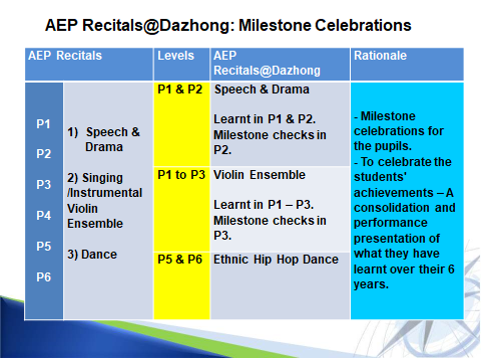 AEP Recitals@Dazhong: Milestone Celebrations
AEP Recitals
Levels
AEP
Recitals@Dazhong
Rationale
P1
P2
P3
P4
P5
P6
1) Speech &
Drama
2) Singing
/Instrumental
Violin
Ensemble
3) Dance
P1 & P2
Speech & Drama
Learnt in P1 & P2.
Milestone checks in
P2.
P1 to P3
Violin Ensemble
Learnt in P1 – P3.
Milestone checks in
P3.
P5 & P6
Ethnic Hip Hop Dance
- Milestone
celebrations for
the pupils.
- To celebrate the
students'
achievements – A
consolidation and
performance
presentation of
what they have
learnt over their 6
years.